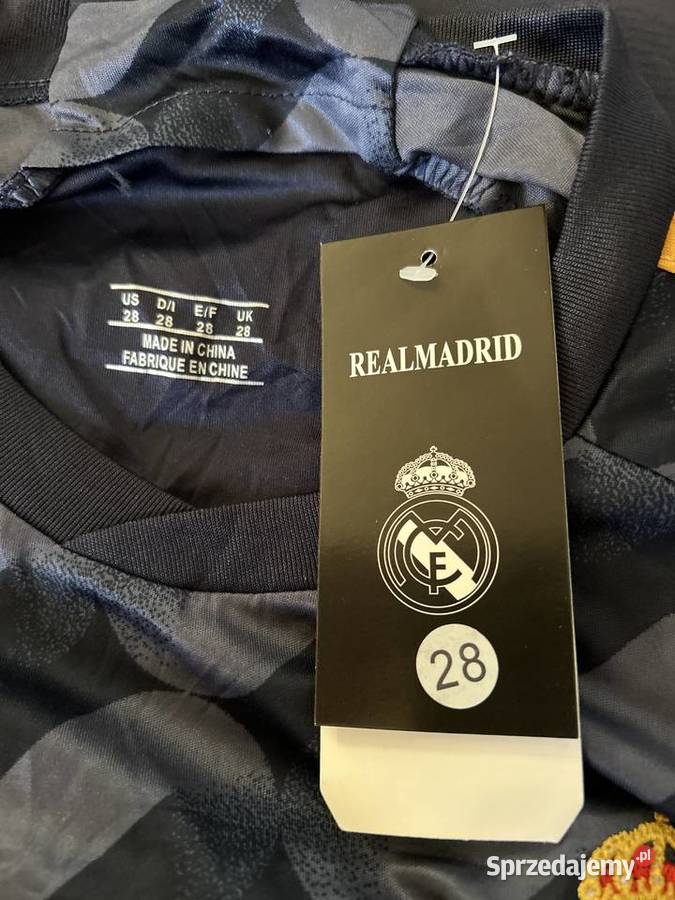 US D/I E/F UK
28 28 28 28
MADE IN CHINA
FABRIQUE EN CHINE
REALMADRID
28
Sprzedajemy.pl